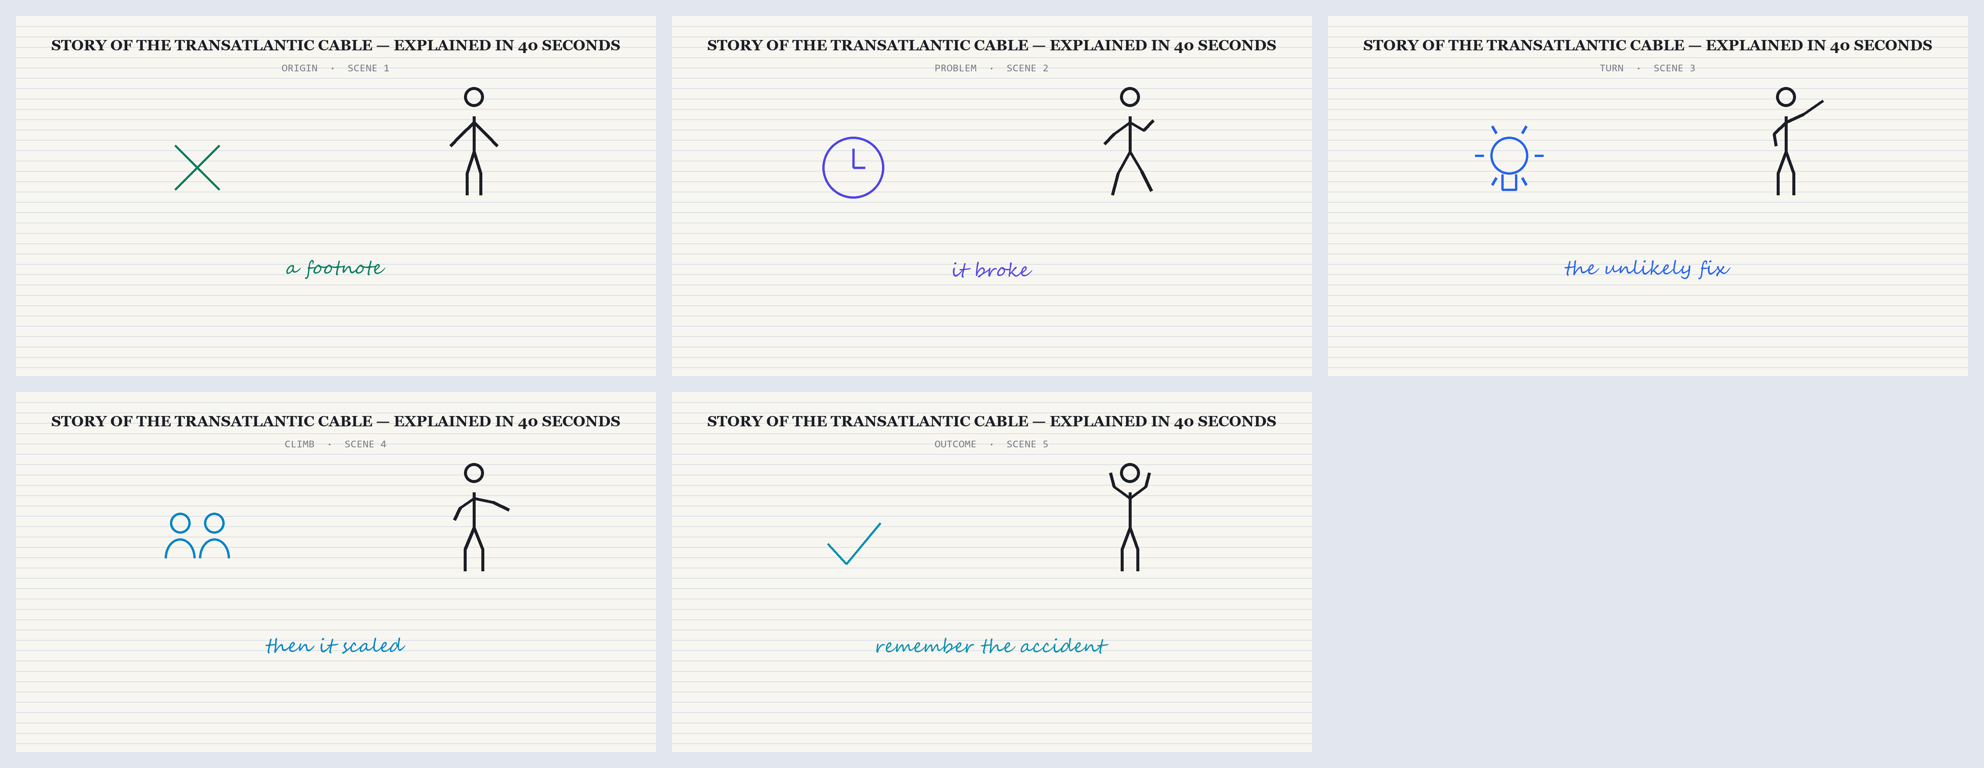 STORY OF THE TRANSATLANTIC CABLE — EXPLAINED IN 40 SECONDS
ORIGIN · SCENE 1
a footnote
STORY OF THE TRANSATLANTIC CABLE — EXPLAINED IN 40 SECONDS
PROBLEM · SCENE 2
it broke
STORY OF THE TRANSATLANTIC CABLE — EXPLAINED IN 40 SECONDS
TURN · SCENE 3
the unlikely fix
STORY OF THE TRANSATLANTIC CABLE — EXPLAINED IN 40 SECONDS
CLIMB · SCENE 4
then it scaled
STORY OF THE TRANSATLANTIC CABLE — EXPLAINED IN 40 SECONDS
OUTCOME · SCENE 5
remember the accident